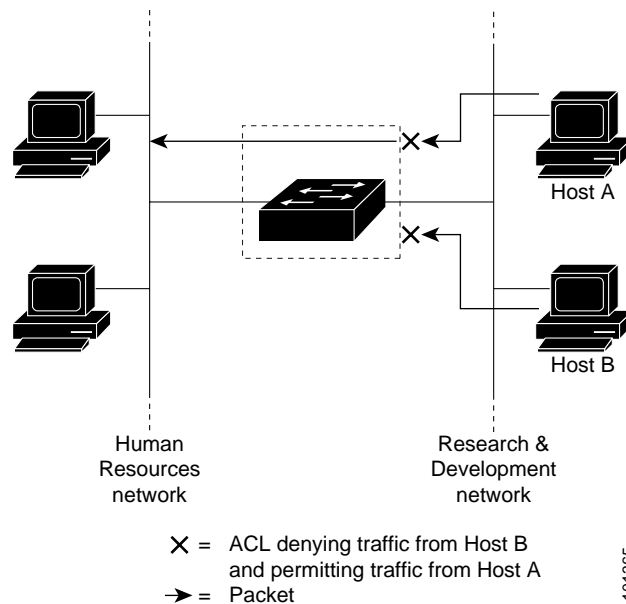 Host A
Host B
Human
Resources
network
Research &
Development
network
X = ACL denying traffic from Host B
and permitting traffic from Host A
= Packet